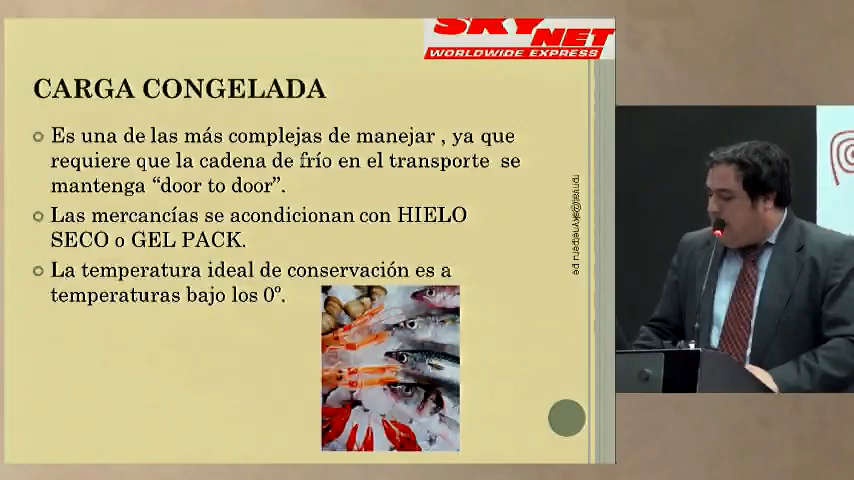 SKY
NET
WORLDWIDE EXPRESS
CARGA CONGELADA
Es una de las más complejas de manejar , ya que
requiere que la cadena de frío en el transporte se
mantenga “door to door”.
Las mercancías se acondicionan con HIELO
SECO o GEL PACK.
La temperatura ideal de conservación es a
temperaturas bajo los 0º.